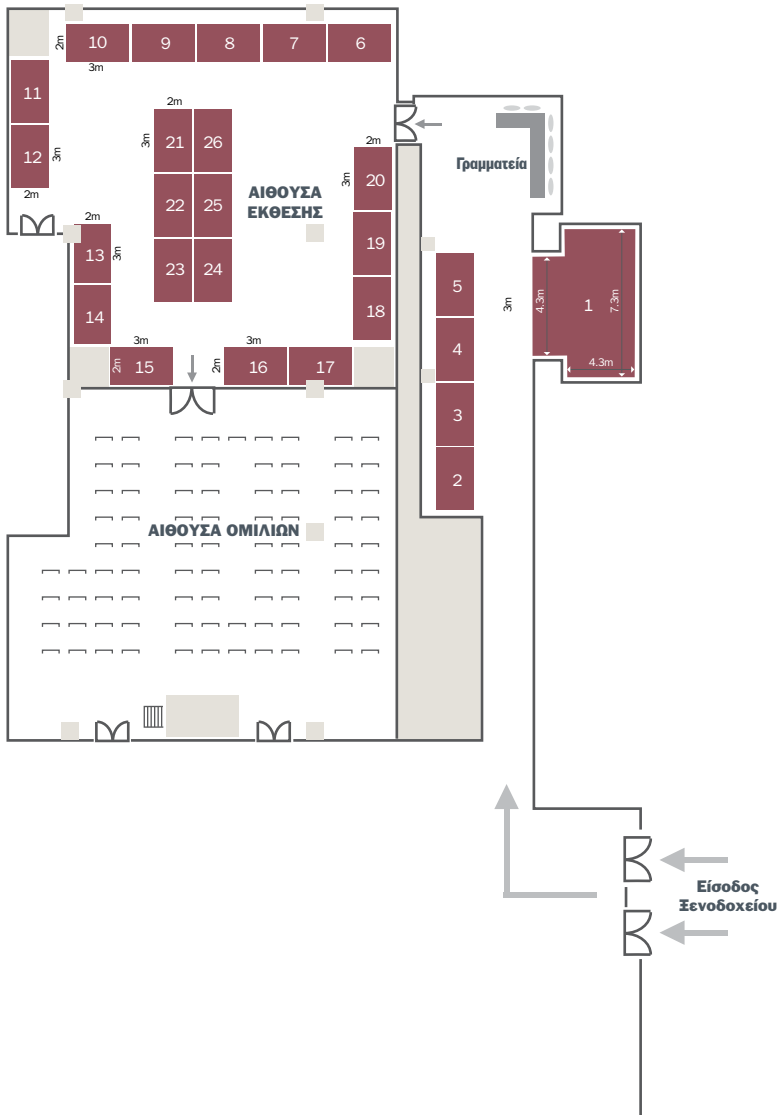 10
9
8
7
6
2m
3m
11
12
3m
2m
2m
3m
21
26
22
25
23
24
ΑΙΘΟΥΣΑ
ΕΚΘΕΣΗΣ
2m
3m
20
19
18
2m
3m
13
14
3m
2m
15
3m
2m
16
17
Γραμματεία
5
4
3
2
3m
4.3m
1
7.3m
4.3m
ΑΙΘΟΥΣΑ ΟΜΙΛΙΩΝ
Είσοδος
Ξενοδοχείου